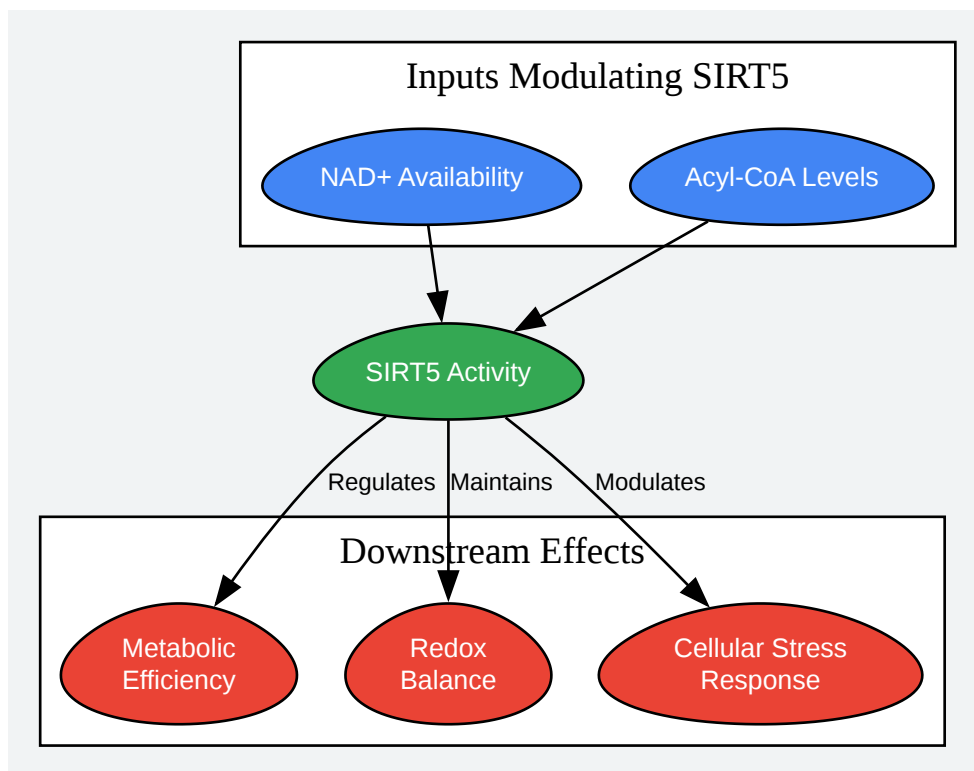 Inputs Modulating SIRT5
NAD+ Availability
Acyl-CoA Levels
SIRT5 Activity
Regulates
Maintains
Modulates
Downstream Effects
Metabolic
Efficiency
Redox
Balance
Cellular Stress
Response